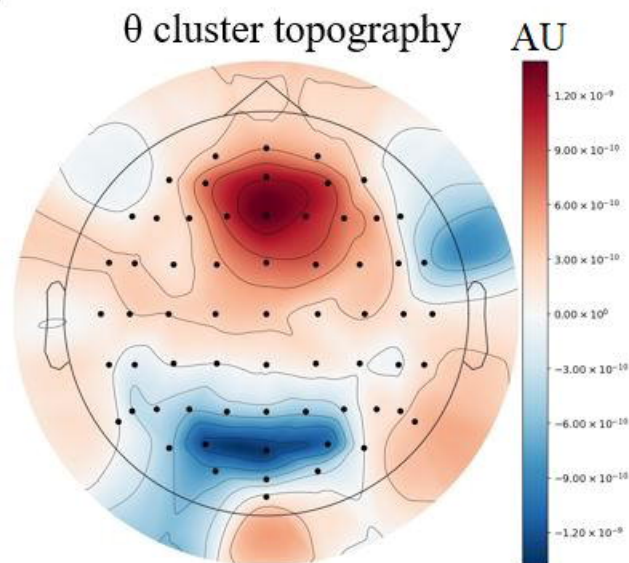 θ cluster topography
AU
1.20 × 10⁻⁹
9.00 × 10⁻¹⁰
6.00 × 10⁻¹⁰
3.00 × 10⁻¹⁰
0.00 × 10⁰
−3.00 × 10⁻¹⁰
−6.00 × 10⁻¹⁰
−9.00 × 10⁻¹⁰
−1.20 × 10⁻⁹